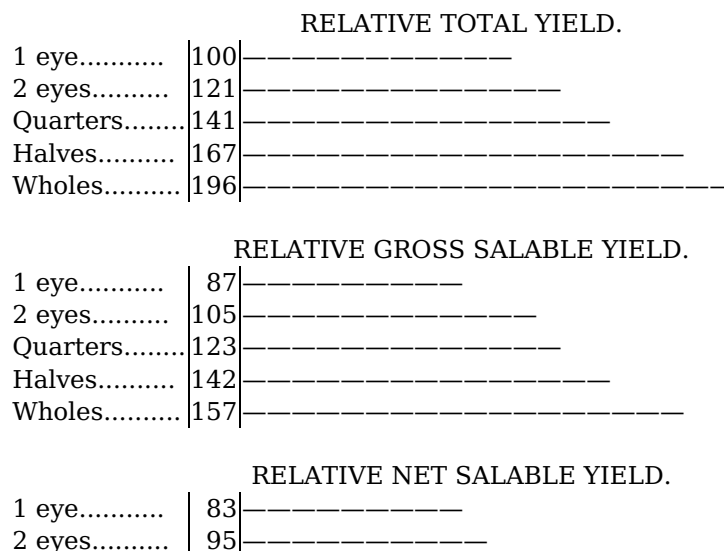 RELATIVE TOTAL YIELD.
1 eye........... 100———————————
2 eyes.......... 121—————————————
Quarters........ 141———————————————
Halves.......... 167——————————————————
Wholes.......... 196————————————————————
RELATIVE GROSS SALABLE YIELD.
1 eye........... 87—————————
2 eyes.......... 105————————————
Quarters........ 123—————————————
Halves.......... 142———————————————
Wholes.......... 157——————————————————
RELATIVE NET SALABLE YIELD.
1 eye........... 83—————————
2 eyes.......... 95——————————